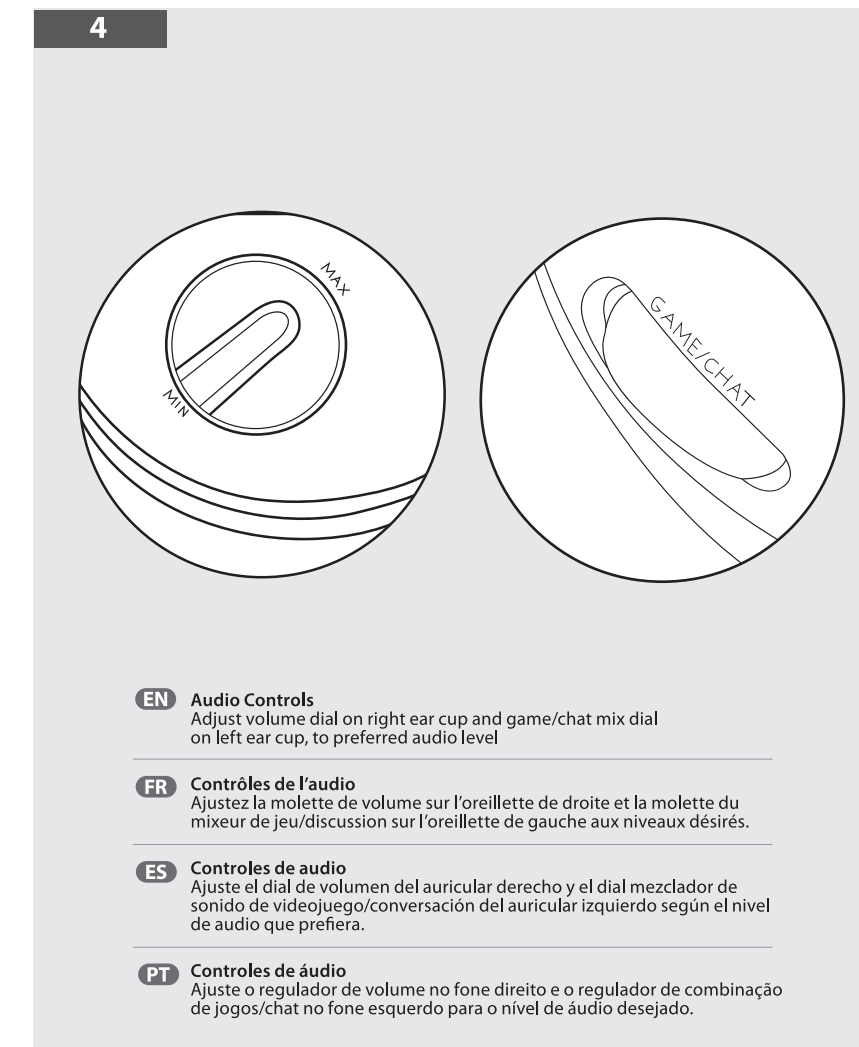 4
MAX
MIN
GAME/CHAT
EN Audio Controls
Adjust volume dial on right ear cup and game/chat mix dial
on left ear cup, to preferred audio level
FR Contrôles de l’audio
Ajustez la molette de volume sur l’oreillette de droite et la molette du
mixeur de jeu/discussion sur l’oreillette de gauche aux niveaux désirés.
ES Controles de audio
Ajuste el dial de volumen del auricular derecho y el dial mezclador de
sonido de videojuego/conversación del auricular izquierdo según el nivel
de audio que prefiera.
PT Controles de áudio
Ajuste o regulador de volume no fone direito e o regulador de combinação
de jogos/chat no fone esquerdo para o nível de áudio desejado.